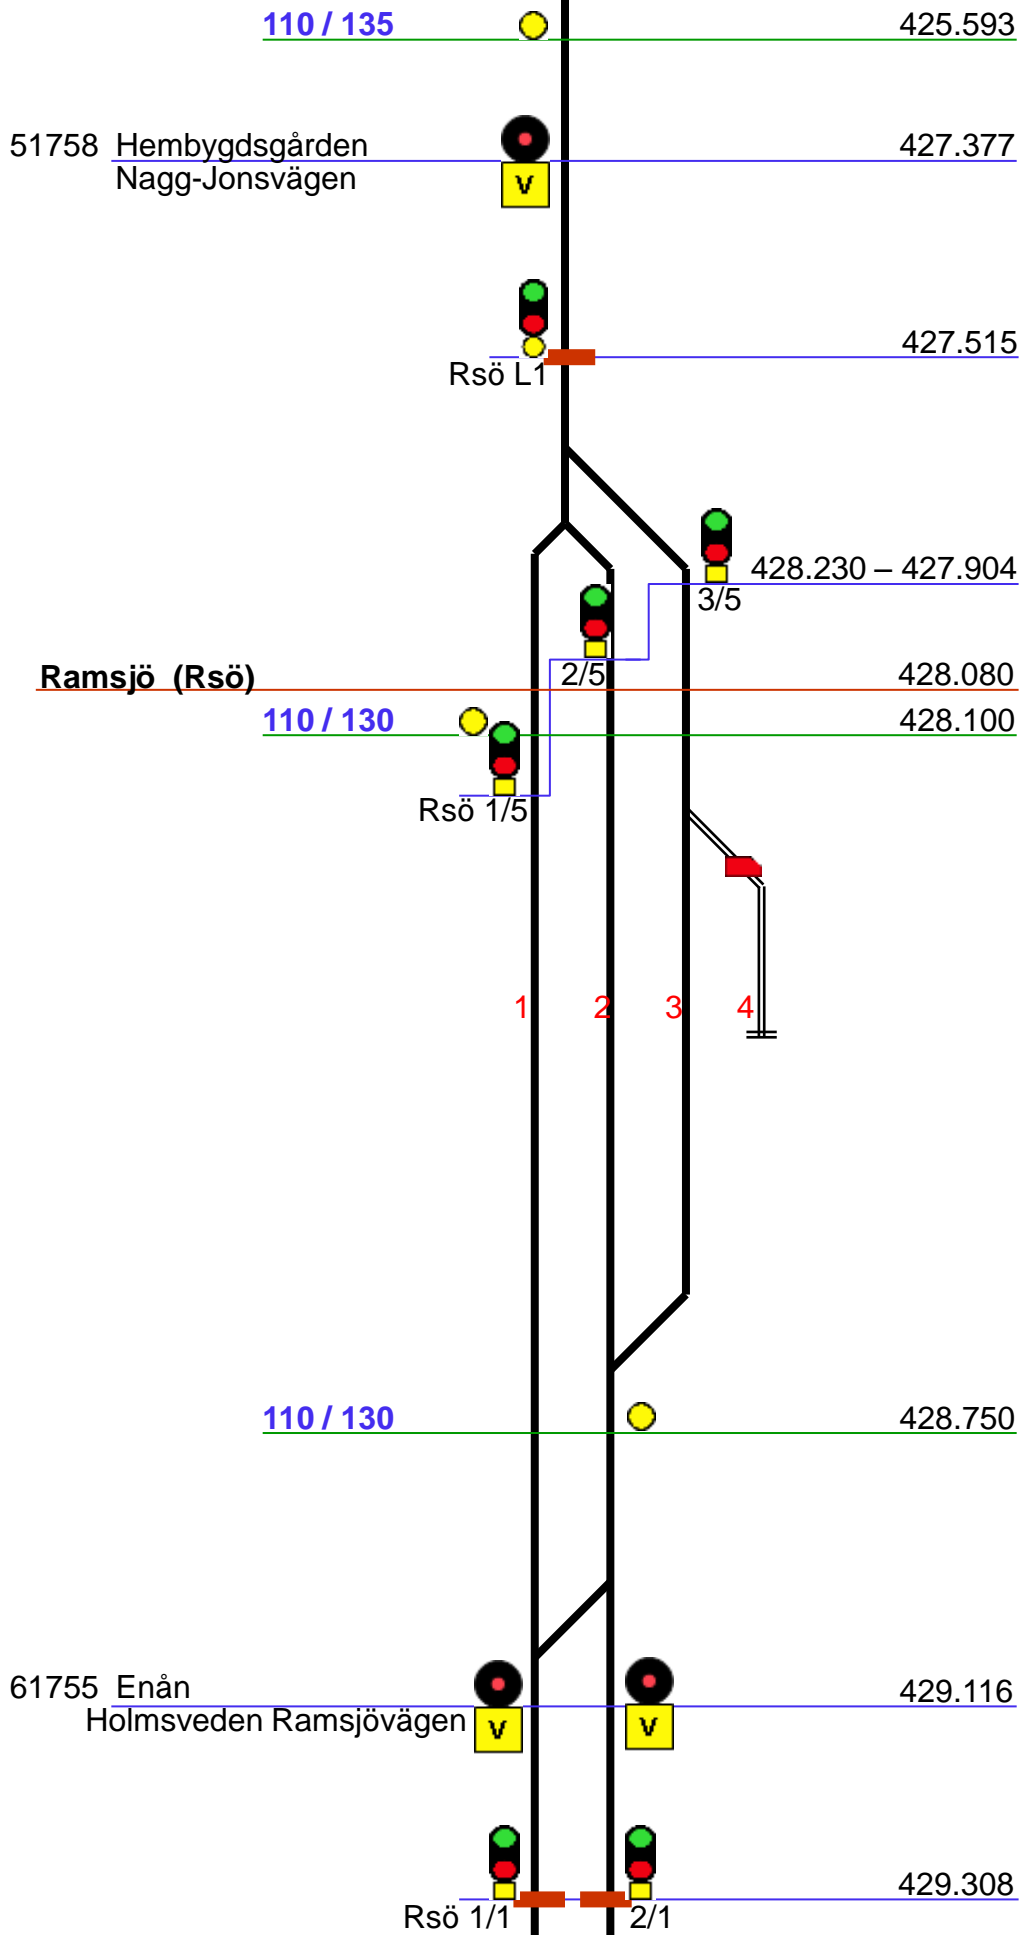 110 / 135 425.593
51758 Hembygdsgården 427.377
Nagg-Jonsvägen
V
427.515
Rsö L1
428.230 – 427.904
3/5
2/5
Ramsjö (Rsö) 428.080
110 / 130 428.100
Rsö 1/5
1 2 3 4
110 / 130 428.750
61755 Enån 429.116
Holmsveden Ramsjövägen
V V
429.308
Rsö 1/1 2/1